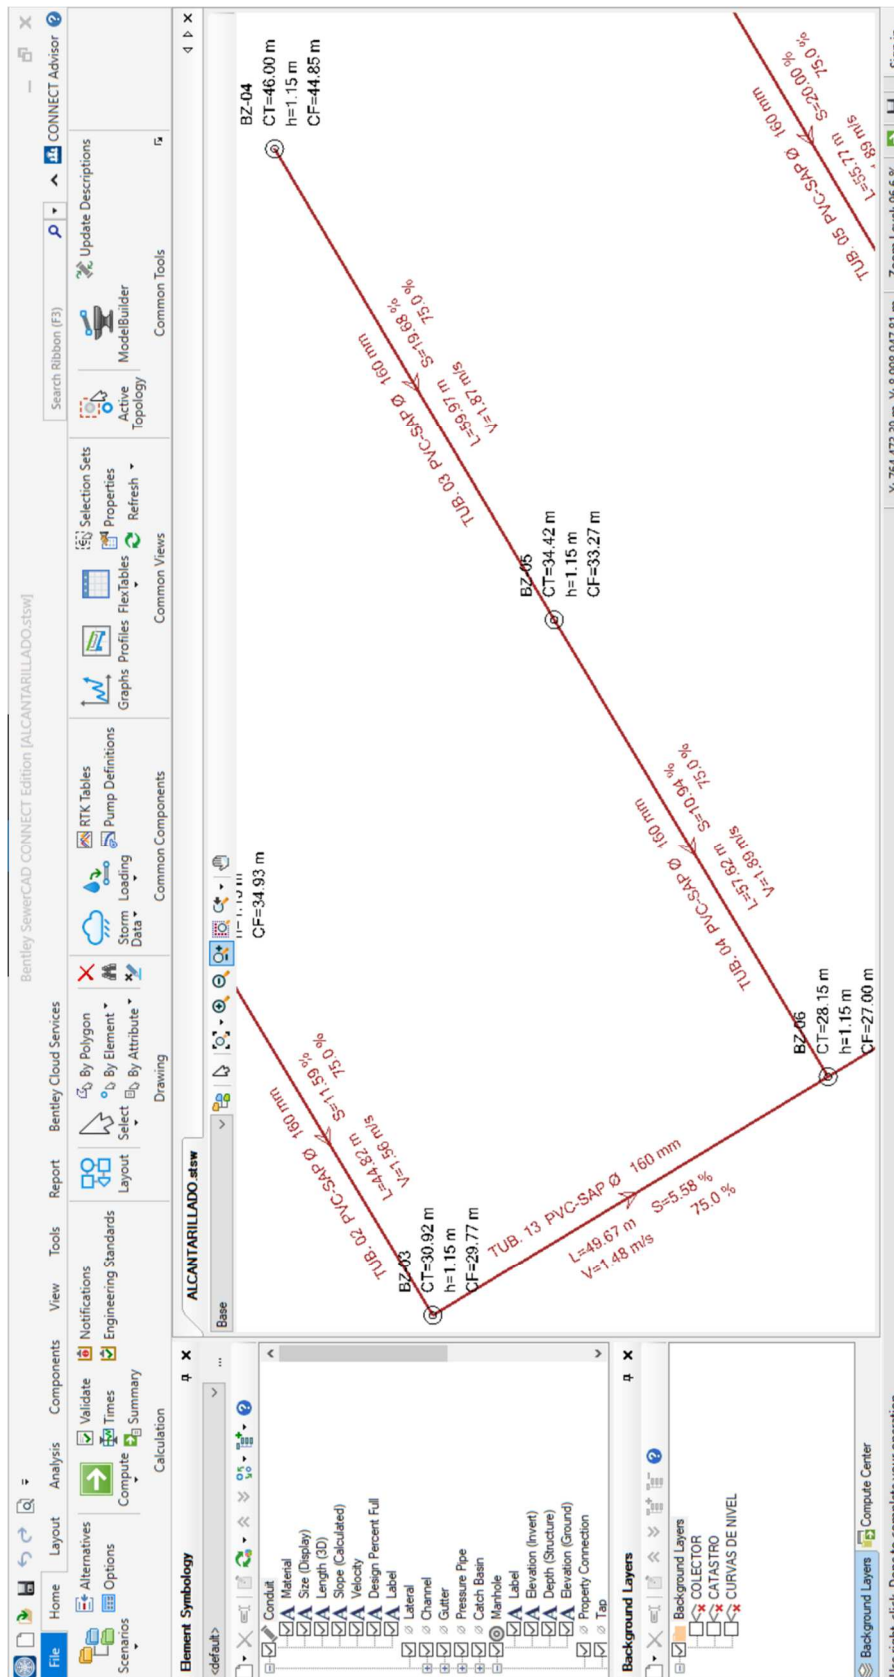 Bentley SewerCAD CONNECT Edition [ALCANTARILLADO.stsw]
File
Home
Layout
Analysis
Components
View
Tools
Report
Bentley Cloud Services
Search Ribbon (F3)
CONNECT Advisor
Scenarios
Alternatives
Options
Compute
Validate
Times
Summary
Notifications
Engineering Standards
Calculation
Layout
Select
By Polygon
By Element
By Attribute
Drawing
Storm Data
Loading
RTK Tables
Pump Definitions
Common Components
Graphs
Profiles
FlexTables
Selection Sets
Properties
Refresh
Common Views
Active Topology
ModelBuilder
Update Descriptions
Common Tools
Element Symbology
<default>
...
Conduit
Material
Size (Display)
Length (3D)
Slope (Calculated)
Velocity
Design Percent Full
Label
Lateral
Channel
Gutter
Pressure Pipe
Catch Basin
Manhole
Label
Elevation (Invert)
Depth (Structure)
Elevation (Ground)
Property Connection
Tap
Background Layers
Background Layers
COLECTOR
CATASTRO
CURVAS DE NIVEL
Background Layers
Compute Center
ALCANTARILLADO.stsw
Base
CF=34.93 m
TUB. 02 PVC-SAP Ø 160 mm
L=44.82 m S=11.59 %
V=1.56 m/s 75.0 %
BZ-03
CT=30.92 m
h=1.15 m
CF=29.77 m
TUB. 13 PVC-SAP Ø 160 mm
L=49.67 m S=5.58 %
V=1.48 m/s 75.0 %
BZ-04
CT=46.00 m
h=1.15 m
CF=44.85 m
TUB. 03 PVC-SAP Ø 160 mm
L=59.97 m S=19.68 %
V=1.87 m/s 75.0 %
BZ-05
CT=34.42 m
h=1.15 m
CF=33.27 m
TUB. 04 PVC-SAP Ø 160 mm
L=57.62 m S=10.94 %
V=1.89 m/s 75.0 %
BZ-06
CT=28.15 m
h=1.15 m
CF=27.00 m
TUB. 05 PVC-SAP Ø 160 mm
L=55.77 m S=20.00 %
89 m/s 75.0 %